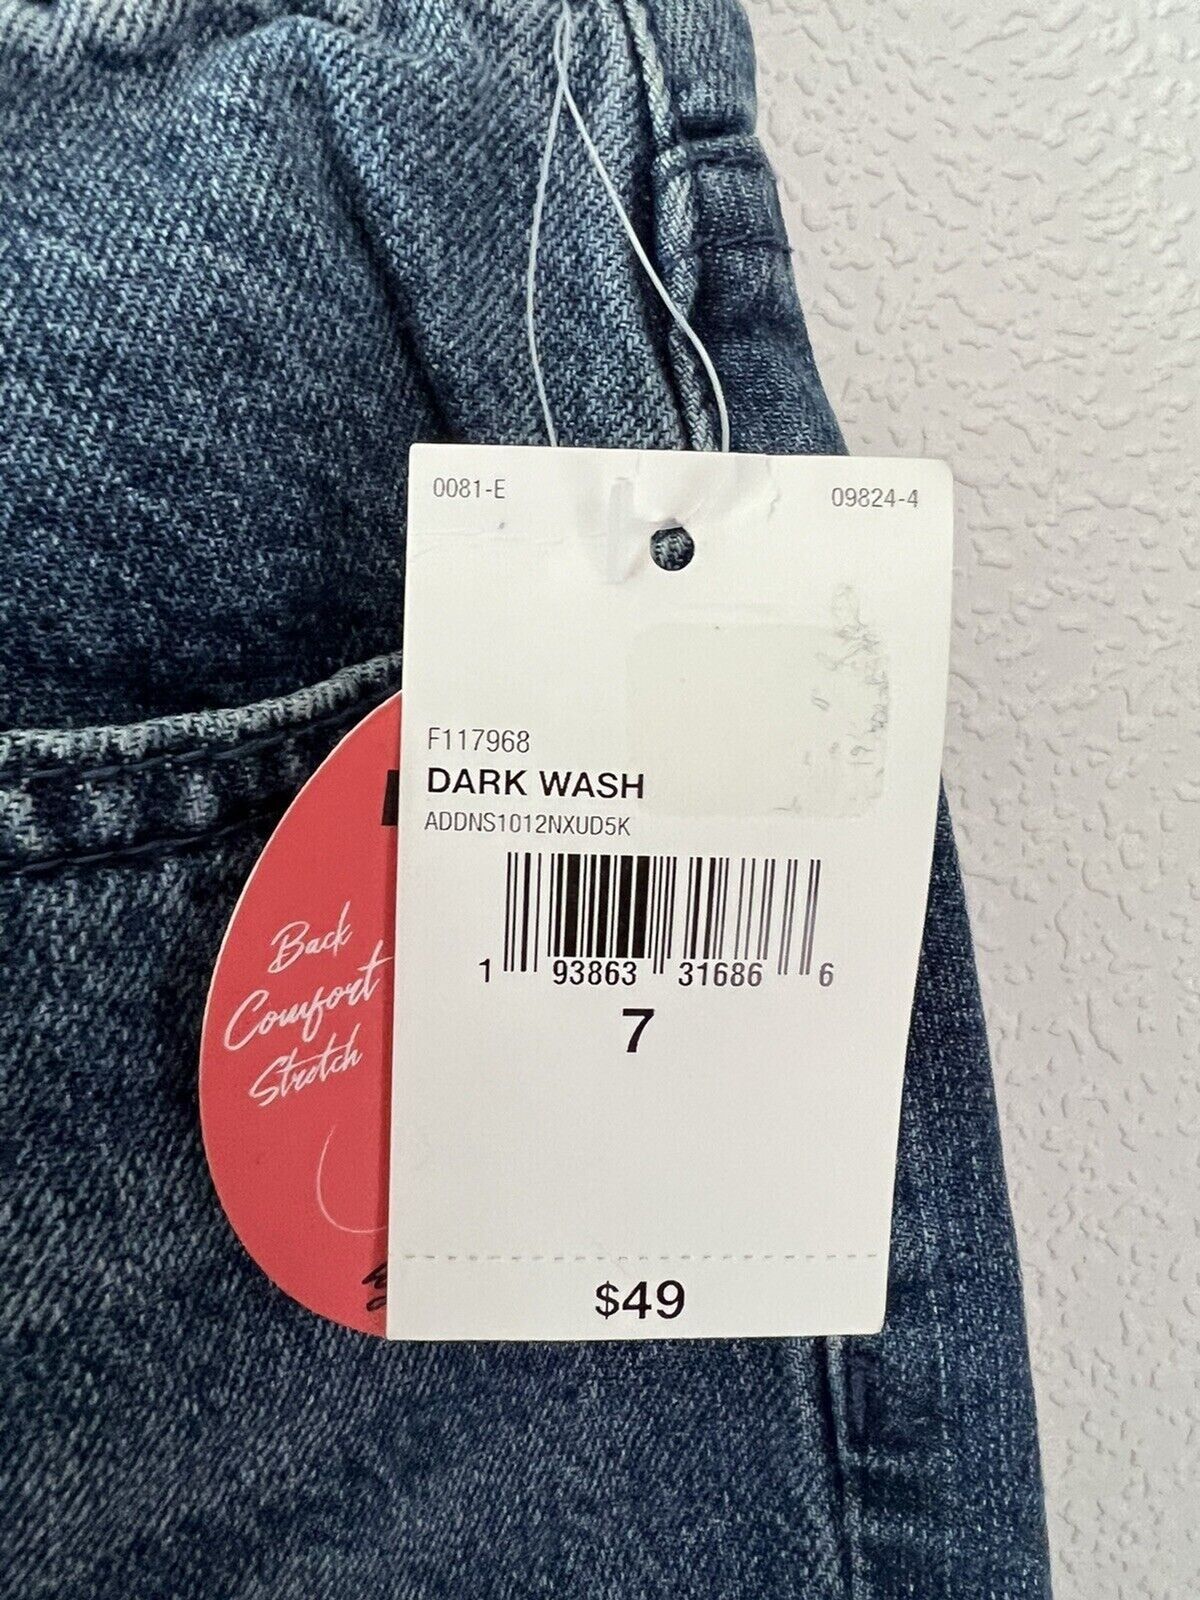 0081-E 09824-4
F117968
DARK WASH
ADDNS1012NXUD5K
1 93863 31686 6
7
$49
Back
Comfort
Stretch